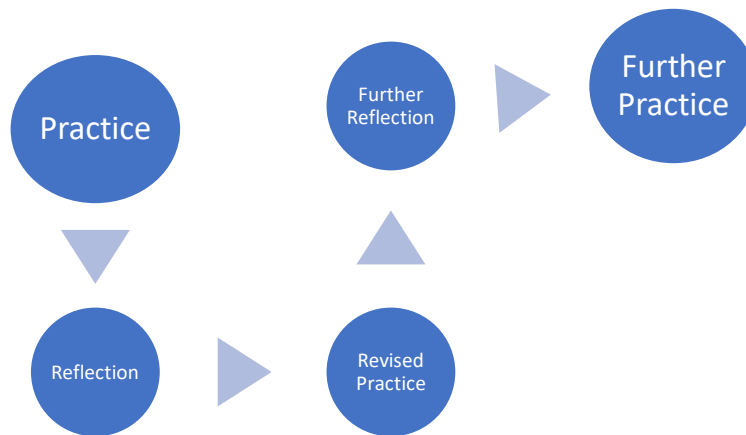 Practice
Reflection
Revised
Practice
Further
Reflection
Further
Practice